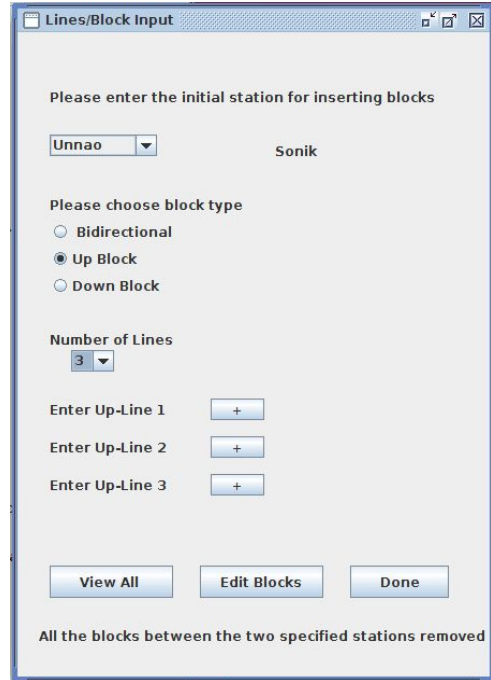 Lines/Block Input
Please enter the initial station for inserting blocks
Unnao
Sonik
Please choose block type
Bidirectional
Up Block
Down Block
Number of Lines
3
Enter Up-Line 1 +
Enter Up-Line 2 +
Enter Up-Line 3 +
View All Edit Blocks Done
All the blocks between the two specified stations removed